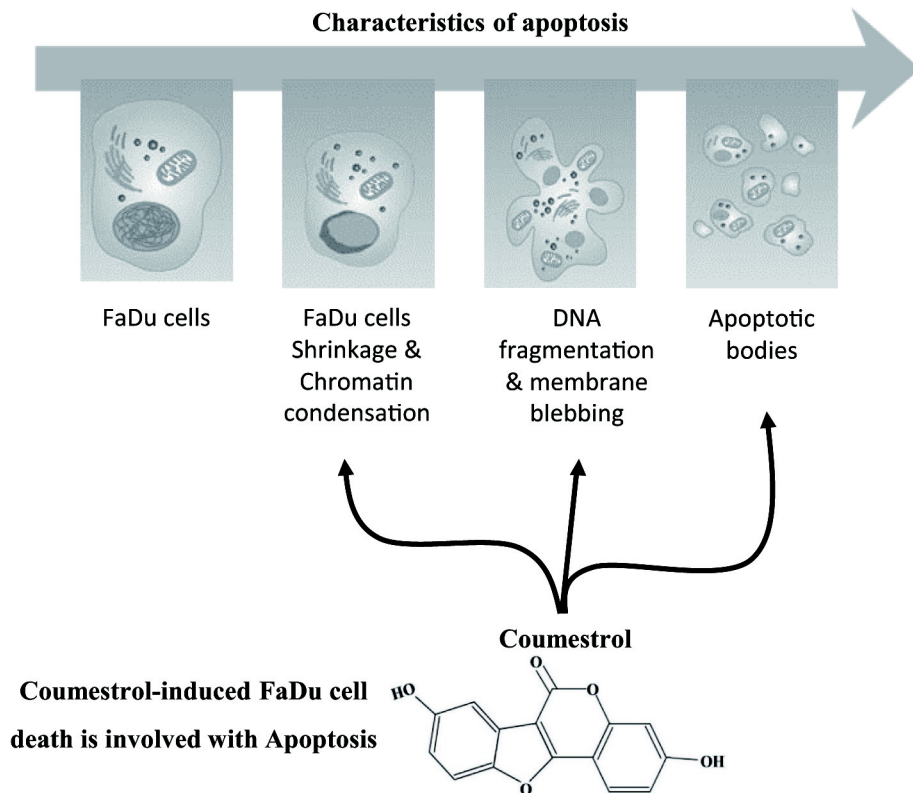 Characteristics of apoptosis
FaDu cells
FaDu cells
Shrinkage &
Chromatin
condensation
DNA
fragmentation
& membrane
blebbing
Apoptotic
bodies
Coumestrol
Coumestrol-induced FaDu cell
death is involved with Apoptosis
HO
O
O
O
OH